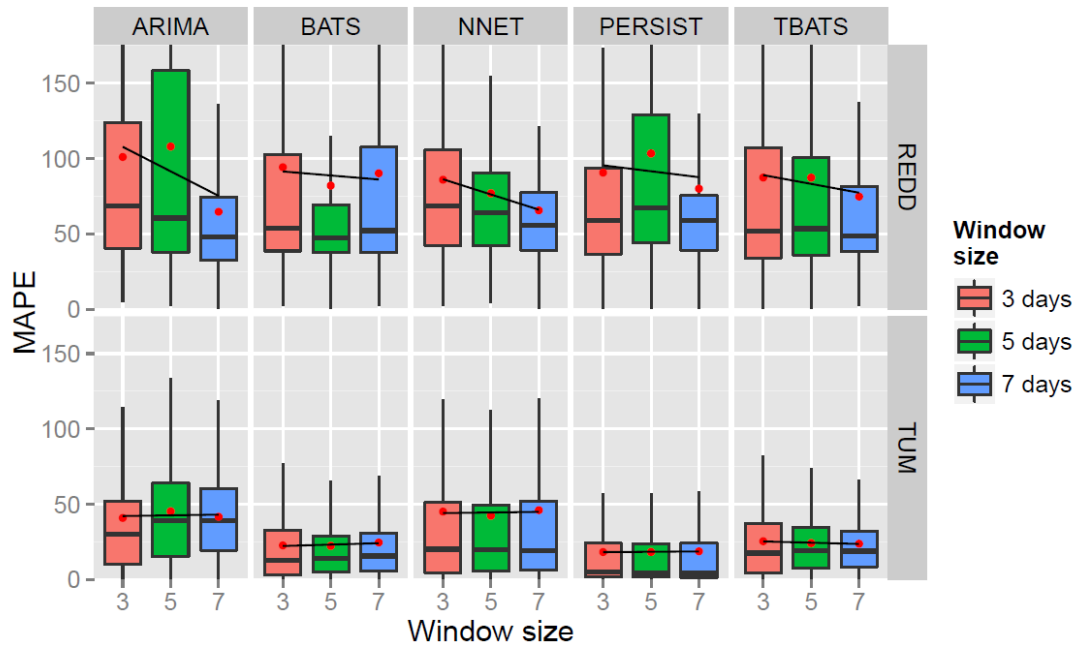 ARIMA
BATS
NNET
PERSIST
TBATS
150
100
50
0
REDD
MAPE
150
100
50
0
TUM
3 5 7
3 5 7
3 5 7
3 5 7
3 5 7
Window size
Window
size
3 days
5 days
7 days